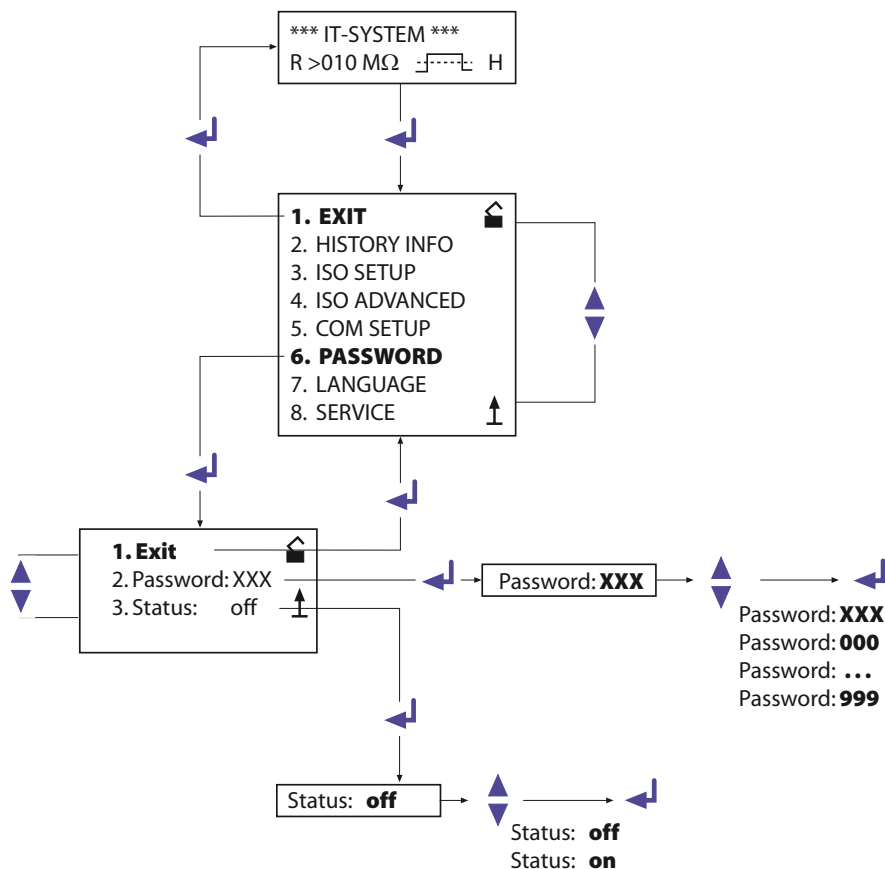 *** IT-SYSTEM ***
R >010 MΩ H
1. EXIT
2. HISTORY INFO
3. ISO SETUP
4. ISO ADVANCED
5. COM SETUP
6. PASSWORD
7. LANGUAGE
8. SERVICE
1. Exit
2. Password: XXX
3. Status: off
Password: XXX
Password: XXX
Password: 000
Password: ...
Password: 999
Status: off
Status: off
Status: on